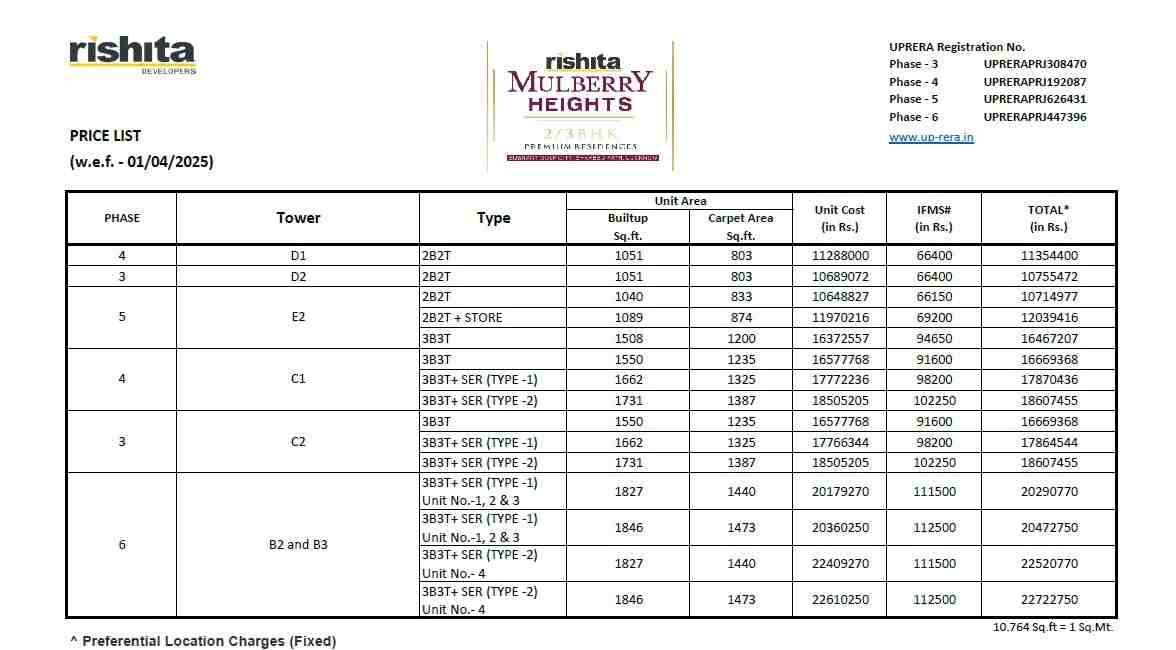 rishita
DEVELOPERS
rishita
MULBERRY
HEIGHTS
2/3BHK
PREMIUM RESIDENCES
UPRERA Registration No.
Phase - 3 UPRERAPRJ308470
Phase - 4 UPRERAPRJ192087
Phase - 5 UPRERAPRJ626431
Phase - 6 UPRERAPRJ447396
www.up-rera.in
PRICE LIST
(w.e.f. - 01/04/2025)
PHASE Tower Type Unit Area Unit Cost (in Rs.) IFMS# (in Rs.) TOTAL* (in Rs.)
Builtup Sq.ft. Carpet Area Sq.ft.
4 D1 2B2T 1051 803 11288000 66400 11354400
3 D2 2B2T 1051 803 10689072 66400 10755472
5 E2 2B2T 1040 833 10648827 66150 10714977
2B2T + STORE 1089 874 11970216 69200 12039416
3B3T 1508 1200 16372557 94650 16467207
4 C1 3B3T 1550 1235 16577768 91600 16669368
3B3T+ SER (TYPE -1) 1662 1325 17772236 98200 17870436
3B3T+ SER (TYPE -2) 1731 1387 18505205 102250 18607455
3 C2 3B3T 1550 1235 16577768 91600 16669368
3B3T+ SER (TYPE -1) 1662 1325 17766344 98200 17864544
3B3T+ SER (TYPE -2) 1731 1387 18505205 102250 18607455
6 B2 and B3 3B3T+ SER (TYPE -1) Unit No.-1, 2 & 3 1827 1440 20179270 111500 20290770
3B3T+ SER (TYPE -1) Unit No.-1, 2 & 3 1846 1473 20360250 112500 20472750
3B3T+ SER (TYPE -2) Unit No.- 4 1827 1440 22409270 111500 22520770
3B3T+ SER (TYPE -2) Unit No.- 4 1846 1473 22610250 112500 22722750
10.764 Sq.ft = 1 Sq.Mt.
^ Preferential Location Charges (Fixed)